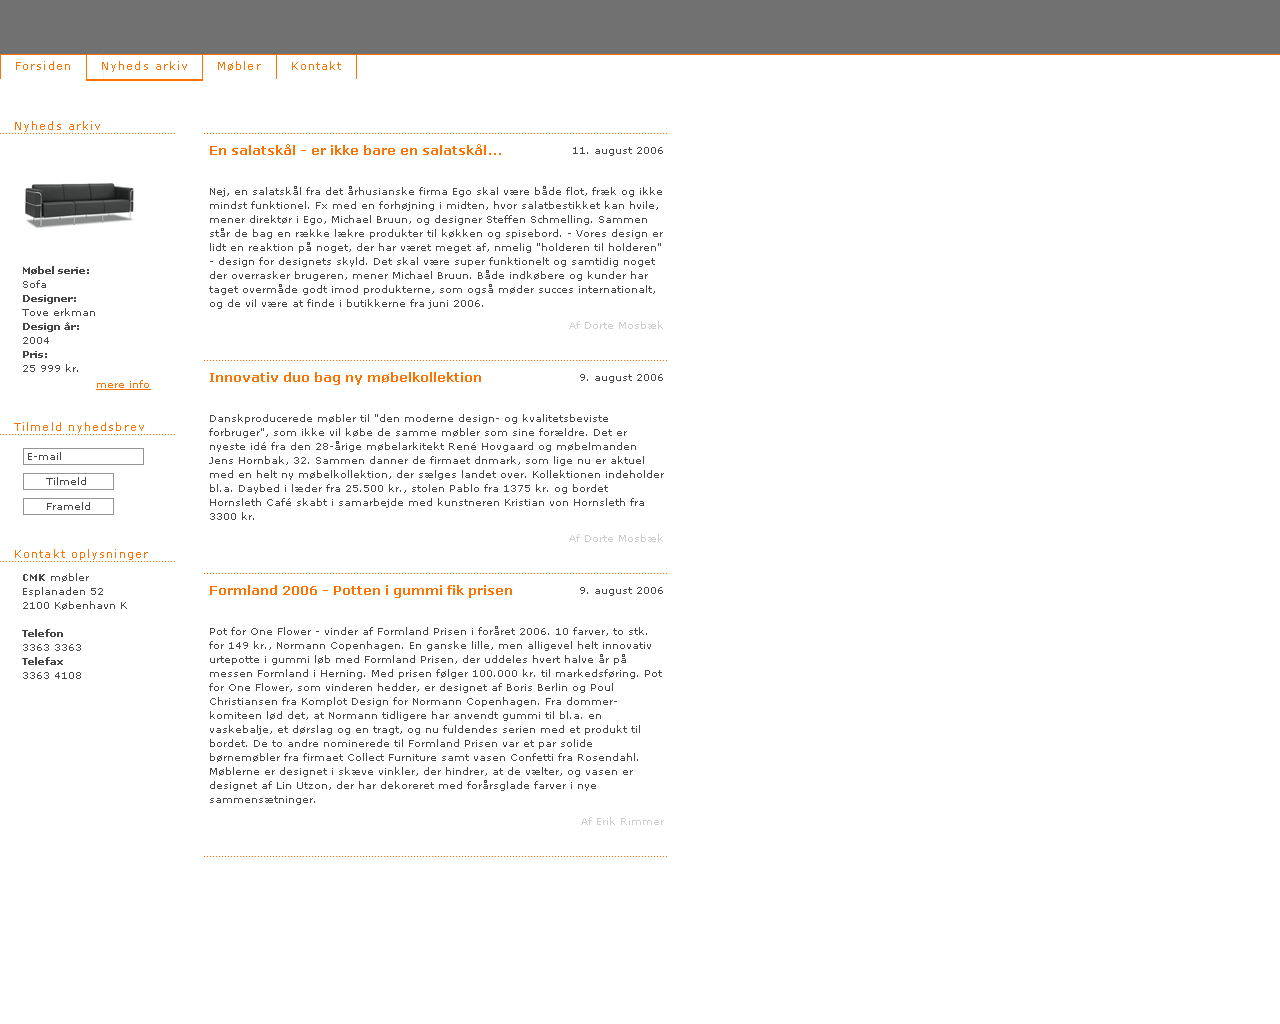 Forsiden
Nyheds arkiv
Møbler
Kontakt
Nyheds arkiv
Møbel serie:
Sofa
Designer:
Tove erkman
Design år:
2004
Pris:
25 999 kr.
mere info
Tilmeld nyhedsbrev
E-mail
Tilmeld
Frameld
Kontakt oplysninger
CMK møbler
Esplanaden 52
2100 København K
Telefon
3363 3363
Telefax
3363 4108
En salatskål - er ikke bare en salatskål...
11. august 2006
Nej, en salatskål fra det århusianske firma Ego skal være både flot, fræk og ikke
mindst funktionel. Fx med en forhøjning i midten, hvor salatbestikket kan hvile,
mener direktør i Ego, Michael Bruun, og designer Steffen Schmelling. Sammen
står de bag en række lækre produkter til køkken og spisebord. - Vores design er
lidt en reaktion på noget, der har været meget af, nmelig "holderen til holderen"
- design for designets skyld. Det skal være super funktionelt og samtidig noget
der overrasker brugeren, mener Michael Bruun. Både indkøbere og kunder har
taget overmåde godt imod produkterne, som også møder succes internationalt,
og de vil være at finde i butikkerne fra juni 2006.
Af Dorte Mosbæk
Innovativ duo bag ny møbelkollektion
9. august 2006
Danskproducerede møbler til "den moderne design- og kvalitetsbeviste
forbruger", som ikke vil købe de samme møbler som sine forældre. Det er
nyeste idé fra den 28-årige møbelarkitekt René Hovgaard og møbelmanden
Jens Hornbak, 32. Sammen danner de firmaet dnmark, som lige nu er aktuel
med en helt ny møbelkollektion, der sælges landet over. Kollektionen indeholder
bl.a. Daybed i læder fra 25.500 kr., stolen Pablo fra 1375 kr. og bordet
Hornsleth Café skabt i samarbejde med kunstneren Kristian von Hornsleth fra
3300 kr.
Af Dorte Mosbæk
Formland 2006 - Potten i gummi fik prisen
9. august 2006
Pot for One Flower - vinder af Formland Prisen i foråret 2006. 10 farver, to stk.
for 149 kr., Normann Copenhagen. En ganske lille, men alligevel helt innovativ
urtepotte i gummi løb med Formland Prisen, der uddeles hvert halve år på
messen Formland i Herning. Med prisen følger 100.000 kr. til markedsføring. Pot
for One Flower, som vinderen hedder, er designet af Boris Berlin og Poul
Christiansen fra Komplot Design for Normann Copenhagen. Fra dommer-
komiteen lød det, at Normann tidligere har anvendt gummi til bl.a. en
vaskebalje, et dørslag og en tragt, og nu fuldendes serien med et produkt til
bordet. De to andre nominerede til Formland Prisen var et par solide
børnemøbler fra firmaet Collect Furniture samt vasen Confetti fra Rosendahl.
Møblerne er designet i skæve vinkler, der hindrer, at de vælter, og vasen er
designet af Lin Utzon, der har dekoreret med forårsglade farver i nye
sammensætninger.
Af Erik Rimmer